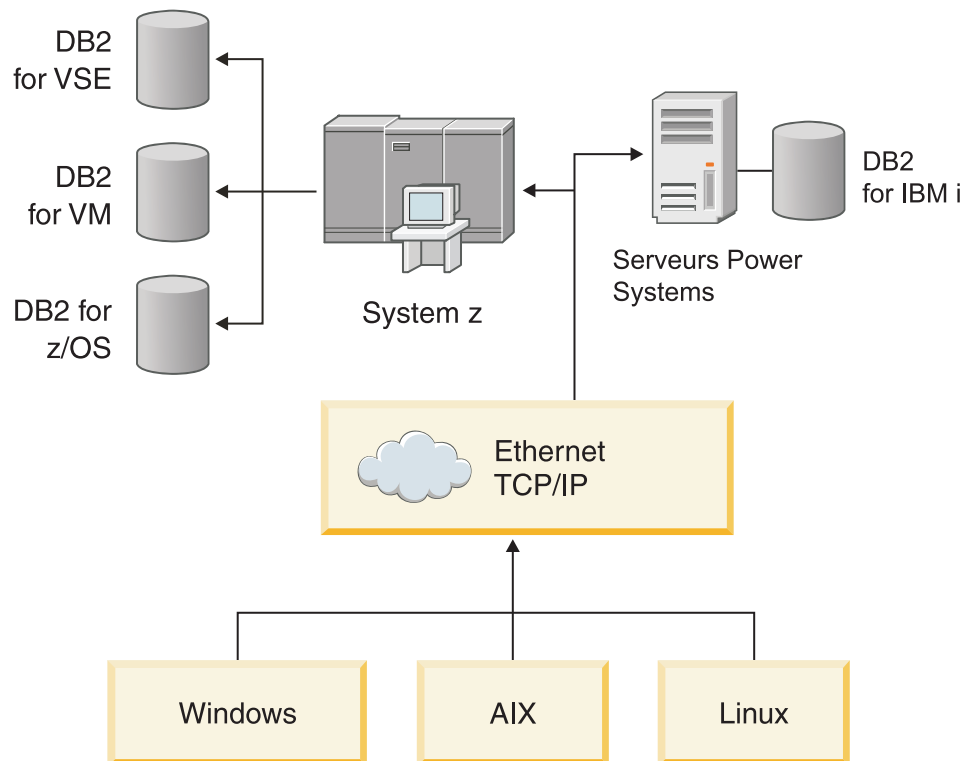 DB2
for VSE
DB2
for VM
DB2 for
z/OS
System z
Serveurs Power
Systems
DB2
for IBM i
Ethernet
TCP/IP
Windows
AIX
Linux